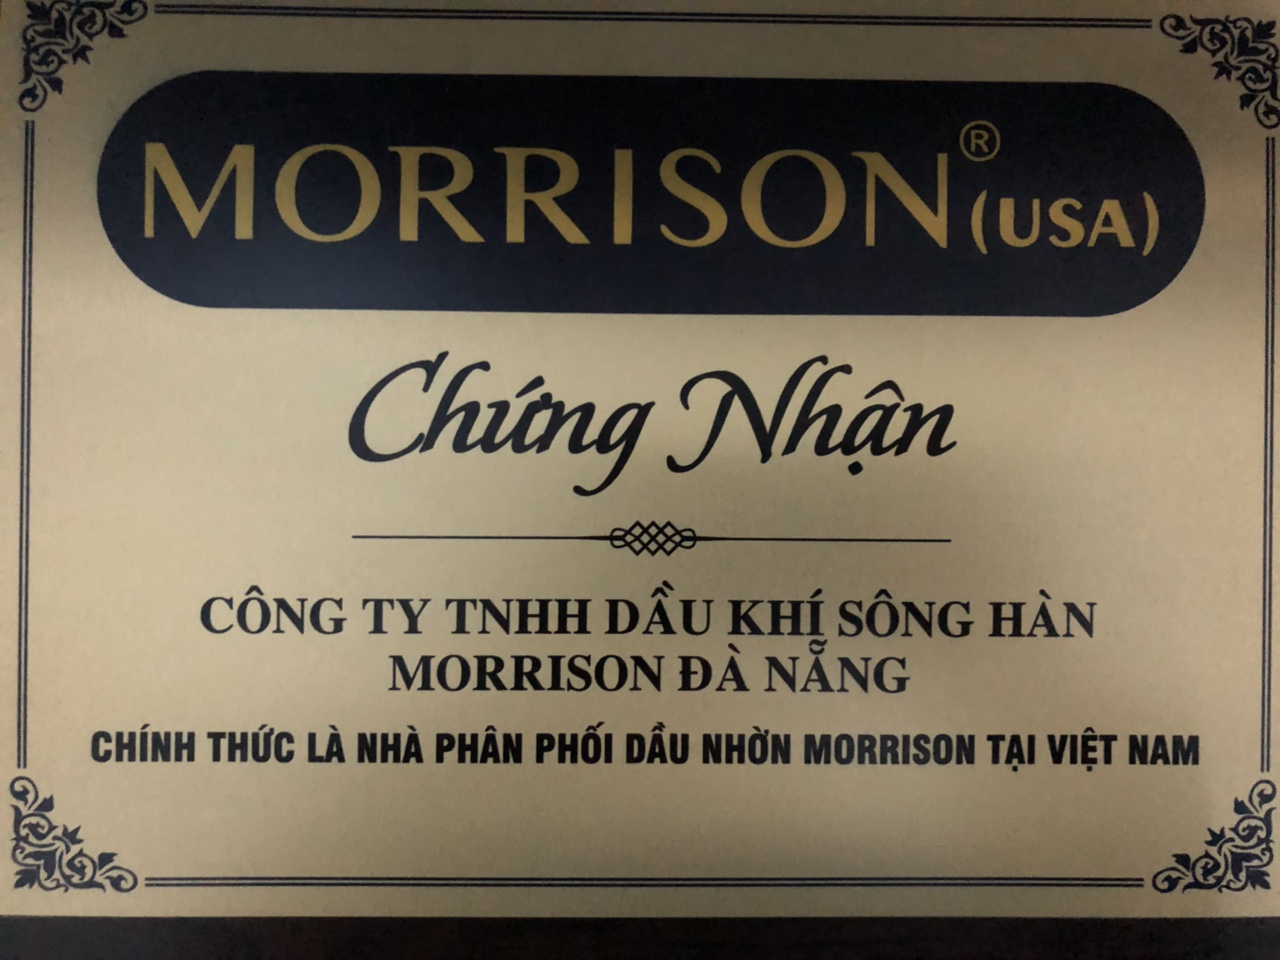 MORRISON® (USA)
Chứng Nhận
CÔNG TY TNHH DẦU KHÍ SÔNG HÀN
MORRISON ĐÀ NẴNG
CHÍNH THỨC LÀ NHÀ PHÂN PHỐI DẦU NHỜN MORRISON TẠI VIỆT NAM